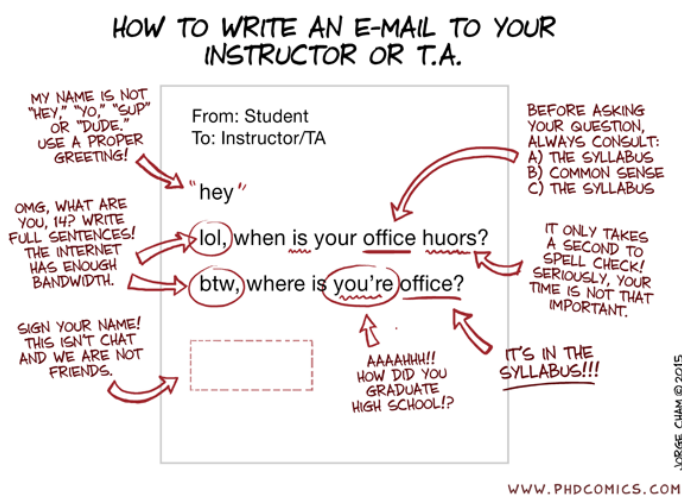 HOW TO WRITE AN E-MAIL TO YOUR
INSTRUCTOR OR T.A.
MY NAME IS NOT
"HEY," "YO," "SUP"
OR "DUDE."
USE A PROPER
GREETING!
From: Student
To: Instructor/TA
BEFORE ASKING
YOUR QUESTION,
ALWAYS CONSULT:
A) THE SYLLABUS
B) COMMON SENSE
C) THE SYLLABUS
"hey"
OMG, WHAT ARE
YOU, 14? WRITE
FULL SENTENCES!
THE INTERNET
HAS ENOUGH
BANDWIDTH.
lol, when is your office huors?
btw, where is you're office?
IT ONLY TAKES
A SECOND TO
SPELL CHECK!
SERIOUSLY, YOUR
TIME IS NOT THAT
IMPORTANT.
SIGN YOUR NAME!
THIS ISN'T CHAT
AND WE ARE NOT
FRIENDS.
AAAAHHH!!
HOW DID YOU
GRADUATE
HIGH SCHOOL!?
IT'S IN THE
SYLLABUS!!!
JORGE CHAM © 2015
WWW.PHDCOMICS.COM